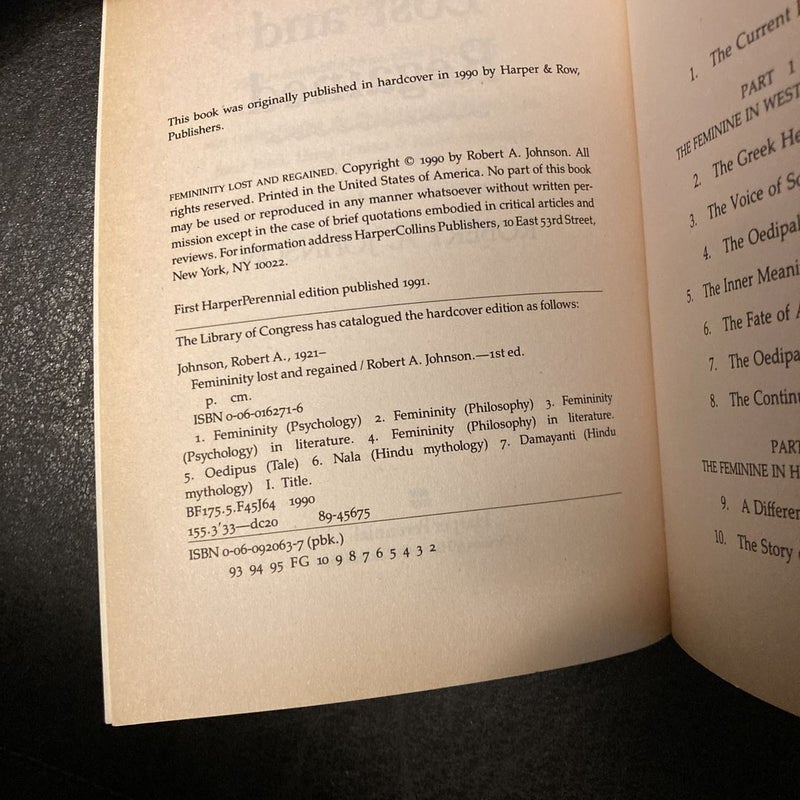 This book was originally published in hardcover in 1990 by Harper & Row,
Publishers.
FEMININITY LOST AND REGAINED. Copyright © 1990 by Robert A. Johnson. All
rights reserved. Printed in the United States of America. No part of this book
may be used or reproduced in any manner whatsoever without written per-
mission except in the case of brief quotations embodied in critical articles and
reviews. For information address HarperCollins Publishers, 10 East 53rd Street,
New York, NY 10022.
First HarperPerennial edition published 1991.
The Library of Congress has catalogued the hardcover edition as follows:
Johnson, Robert A., 1921–
Femininity lost and regained / Robert A. Johnson.—1st ed.
p. cm.
ISBN 0-06-016271-6
1. Femininity (Psychology) 2. Femininity (Philosophy) 3. Femininity
(Psychology) in literature. 4. Femininity (Philosophy) in literature.
5. Oedipus (Tale) 6. Nala (Hindu mythology) 7. Damayanti (Hindu
mythology) I. Title.
BF175.5.F45J64 1990
155.3'33—dc20 89-45675
ISBN 0-06-092063-7 (pbk.)
93 94 95 FG 10 9 8 7 6 5 4 3 2
1. The Current
PART 1
THE FEMININE IN WEST
2. The Greek He
3. The Voice of So
4. The Oedipal
5. The Inner Meani
6. The Fate of A
7. The Oedipa
8. The Continu
PART
THE FEMININE IN H
9. A Differen
10. The Story